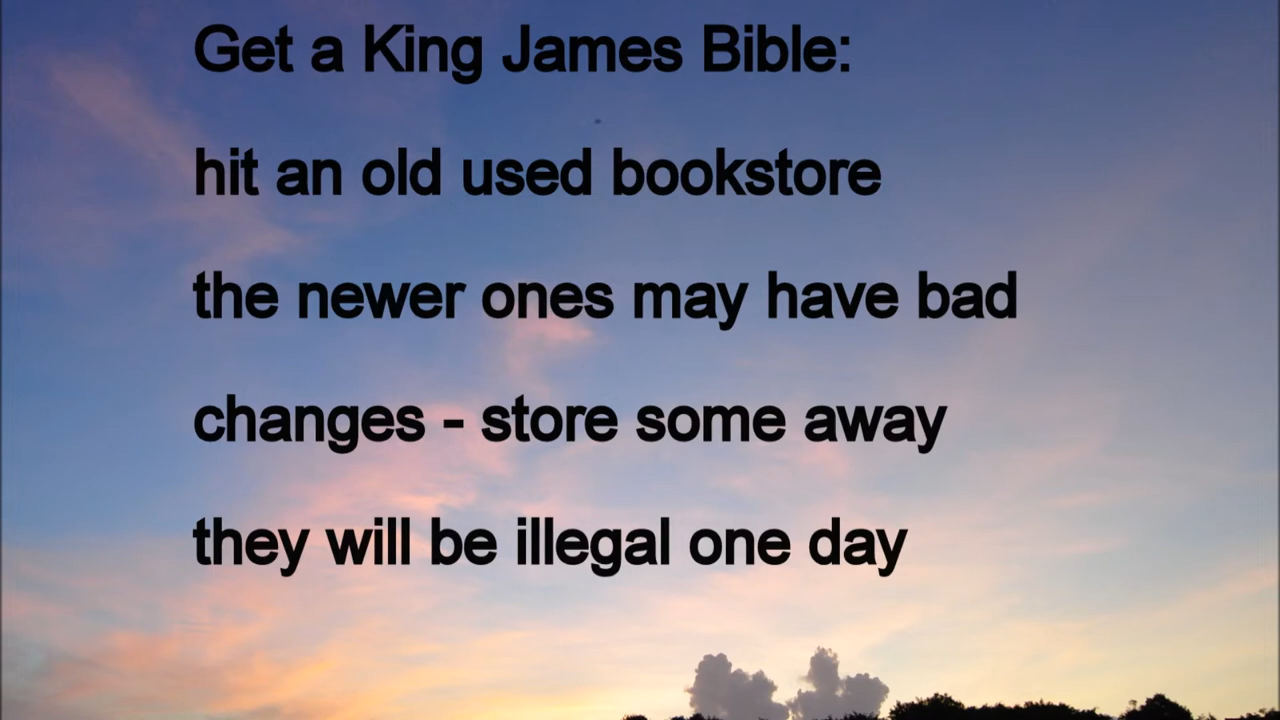 Get a King James Bible:
hit an old used bookstore
the newer ones may have bad
changes - store some away
they will be illegal one day